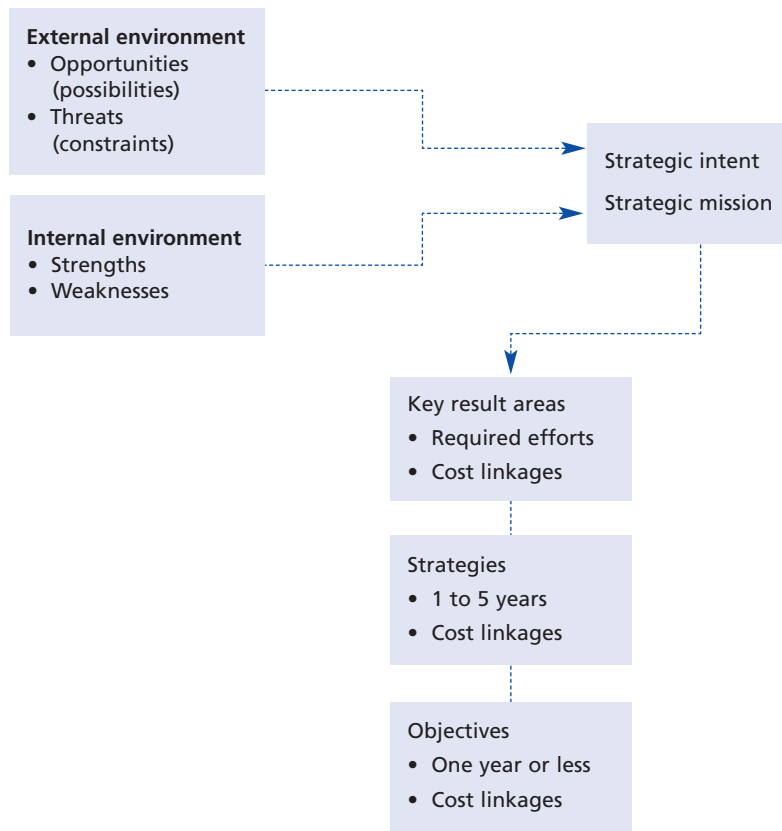 External environment
• Opportunities
(possibilities)
• Threats
(constraints)
Internal environment
• Strengths
• Weaknesses
Strategic intent
Strategic mission
Key result areas
• Required efforts
• Cost linkages
Strategies
• 1 to 5 years
• Cost linkages
Objectives
• One year or less
• Cost linkages